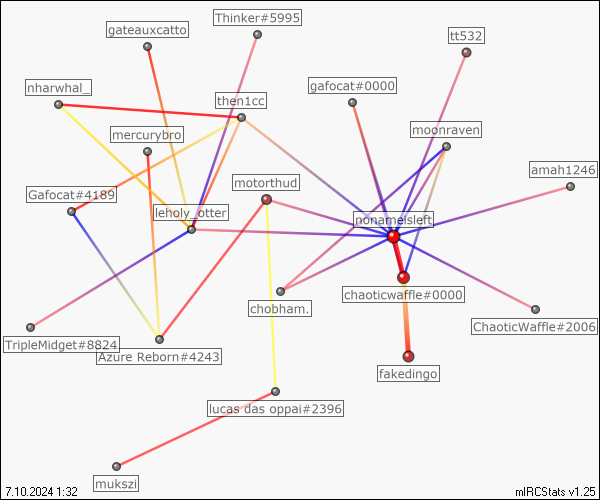 Thinker#5995
gateauxcatto
tt532
nharwhal_
gafocat#0000
then1cc
moonraven
mercurybro
amah1246
motorthud
Gafocat#4189
leholy_otter
nonameisleft
chaoticwaffle#0000
chobham.
ChaoticWaffle#2006
TripleMidget#8824
Azure Reborn#4243
fakedingo
lucas das oppai#2396
mukszi
7.10.2024 1:32
mIRCStats v1.25